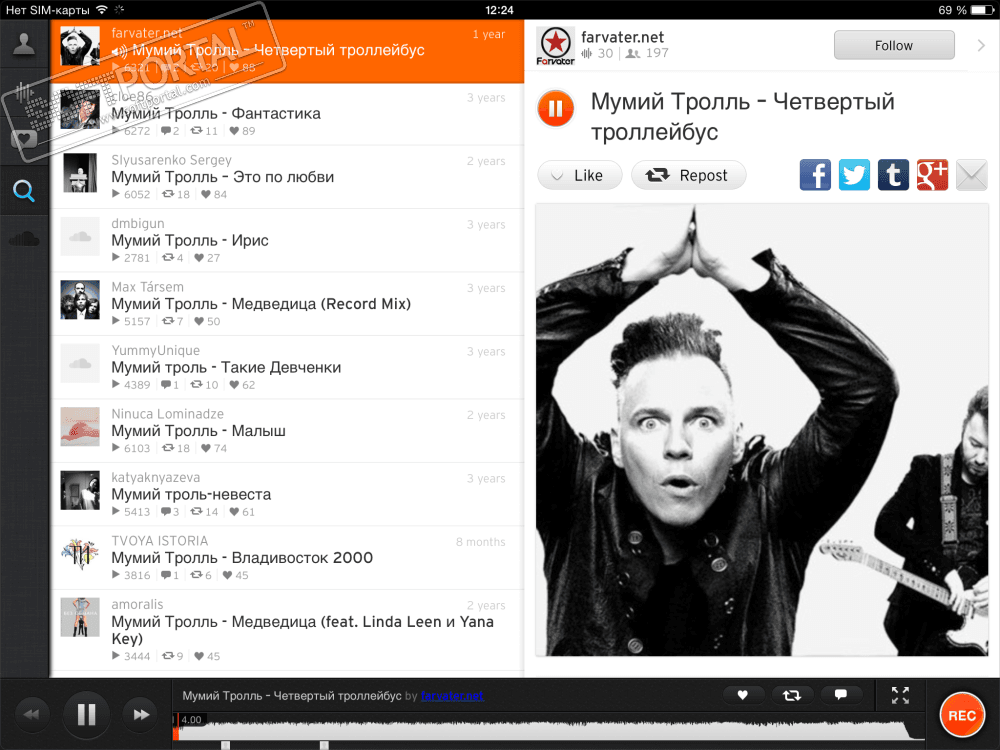 Нет SIM-карты
12:24
69 %
farvater.net
1 year
Мумий Тролль - Четвертый троллейбус
6221
20
88
PORTAL™
cloe86
3 years
Мумий Тролль - Фантастика
6272 2 11 89
Slyusarenko Sergey
2 years
Мумий Тролль – Это по любви
6052 18 84
dmbigun
3 years
Мумий Тролль - Ирис
2781 4 27
Max Társem
3 years
Мумий Тролль - Медведица (Record Mix)
5157 7 50
YummyUnique
3 years
Мумий троль - Такие Девченки
4389 1 10 62
Ninuca Lominadze
2 years
Мумий Тролль - Малыш
6103 18 74
katyaknyazeva
3 years
Мумий троль-невеста
5413 3 14 61
TVOYA ISTORIA
8 months
Мумий Тролль - Владивосток 2000
3816 1 6 45
amoralis
2 years
Мумий Тролль - Медведица (feat. Linda Leen и Yana
Key)
3444 9 45
Farvater
farvater.net
30 197
Follow
Мумий Тролль – Четвертый
троллейбус
Like
Repost
f
t
g+
Мумий Тролль – Четвертый троллейбус by farvater.net
4.00
REC